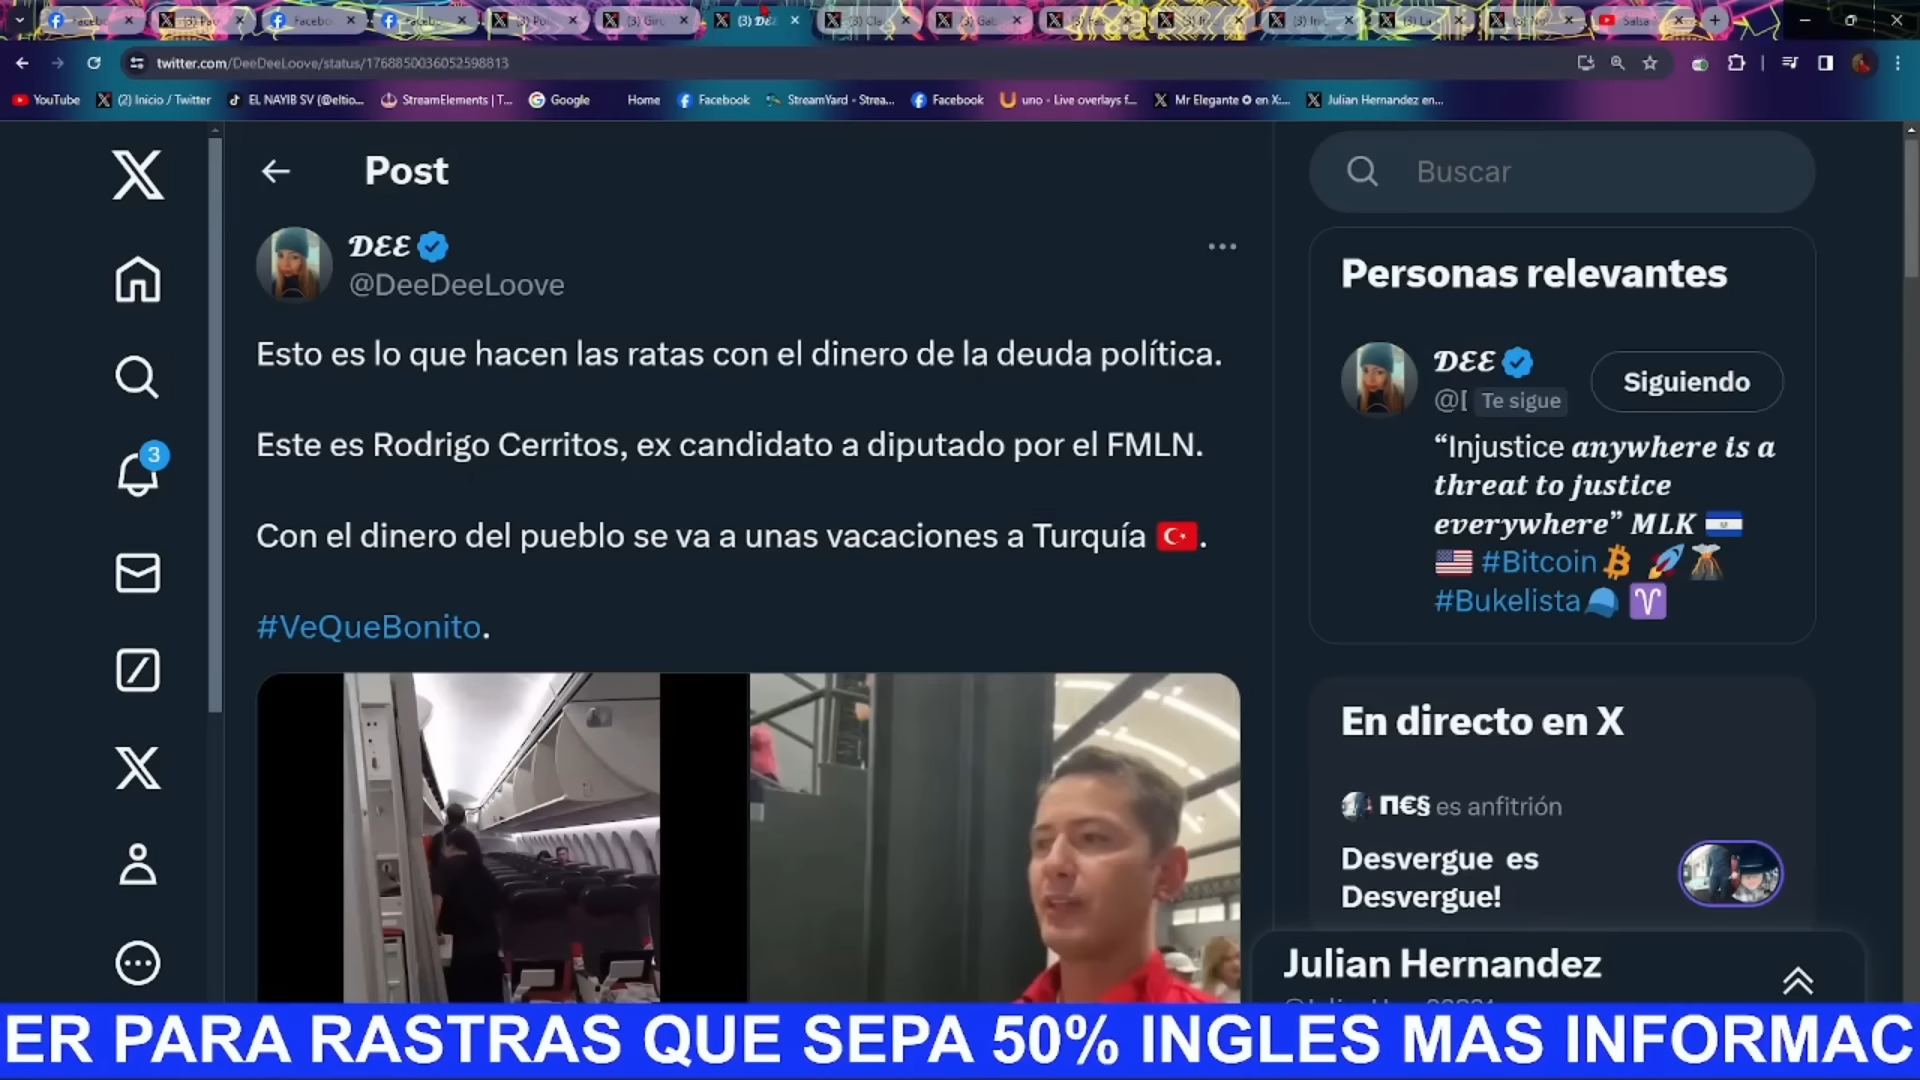 twitter.com/DeeDeeLoove/status/1768850036052598813
YouTube
(2) Inicio / Twitter
EL NAYIB SV (@eltio...
StreamElements | T...
Google
Home
Facebook
StreamYard - Strea...
Facebook
uno - Live overlays f...
Mr Elegante ✪ en X:...
Julian Hernandez en...
Post
Buscar
DEE
@DeeDeeLoove
Esto es lo que hacen las ratas con el dinero de la deuda política.
Este es Rodrigo Cerritos, ex candidato a diputado por el FMLN.
Con el dinero del pueblo se va a unas vacaciones a Turquía 🇹🇷.
#VeQueBonito.
3
Personas relevantes
DEE
@[ Te sigue
Siguiendo
“Injustice anywhere is a
threat to justice
everywhere” MLK 🇸🇻
🇺🇸 #Bitcoin 🚀🌋
#Bukelista🧢 ♈
En directo en X
П€§ es anfitrión
Desvergue es
Desvergue!
Julian Hernandez
ER PARA RASTRAS QUE SEPA 50% INGLES MAS INFORMAC